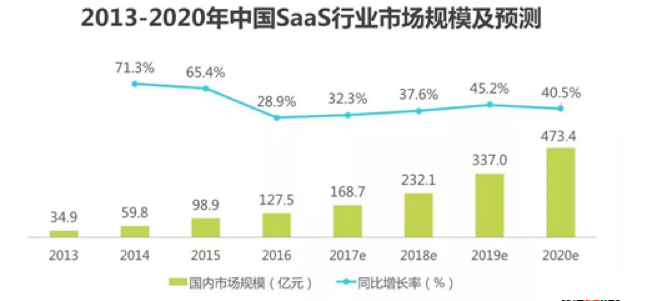 2013-2020年中国SaaS行业市场规模及预测
71.3% 65.4% 28.9% 32.3% 37.6% 45.2% 40.5%
34.9 59.8 98.9 127.5 168.7 232.1 337.0 473.4
2013 2014 2015 2016 2017e 2018e 2019e 2020e
国内市场规模（亿元） 同比增长率（%）